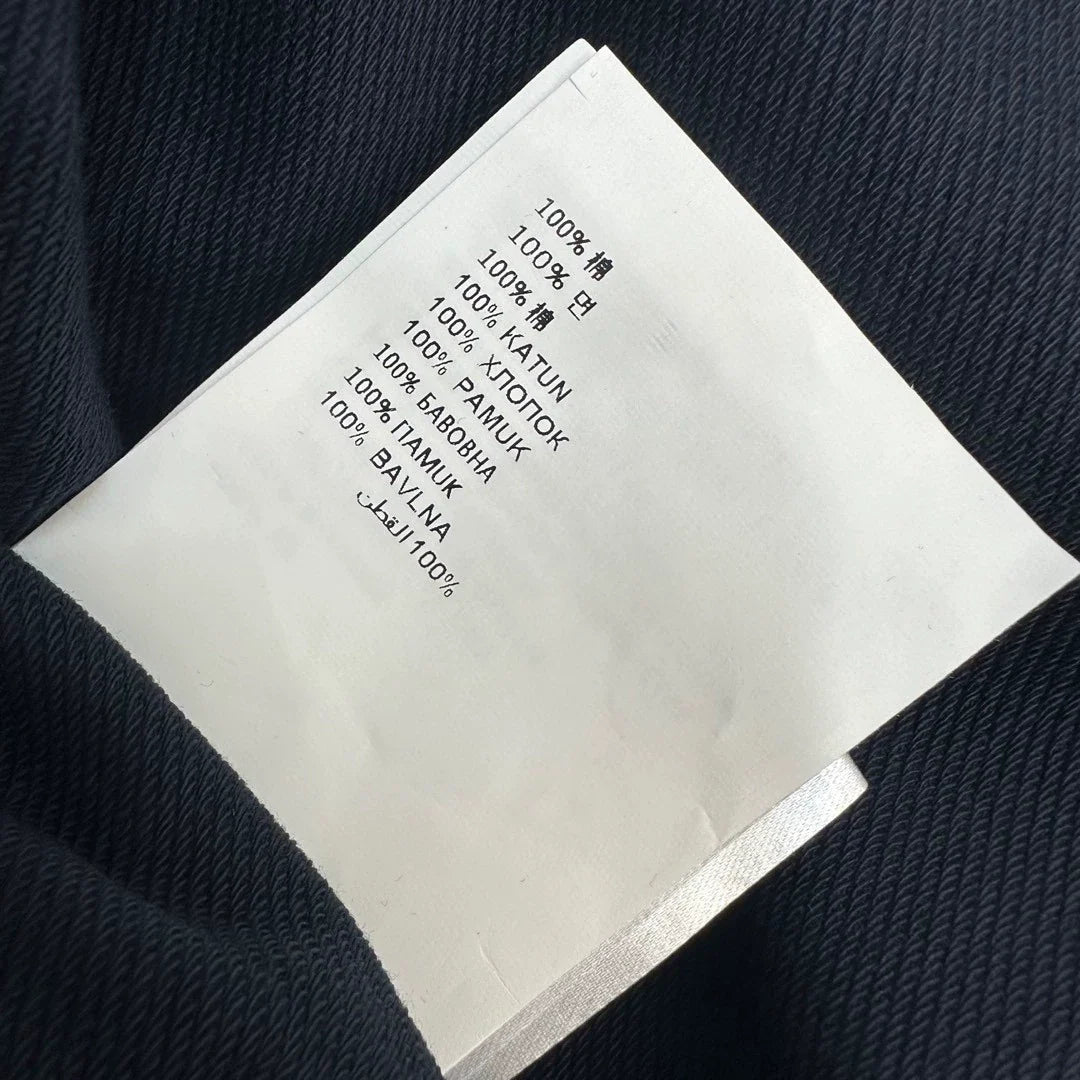 100% 棉
100% 면
100% 棉
100% KATUN
100% ХЛОПОК
100% PAMUK
100% БАВОВНА
100% ПАМUК
100% BAVLNA
100% القطن